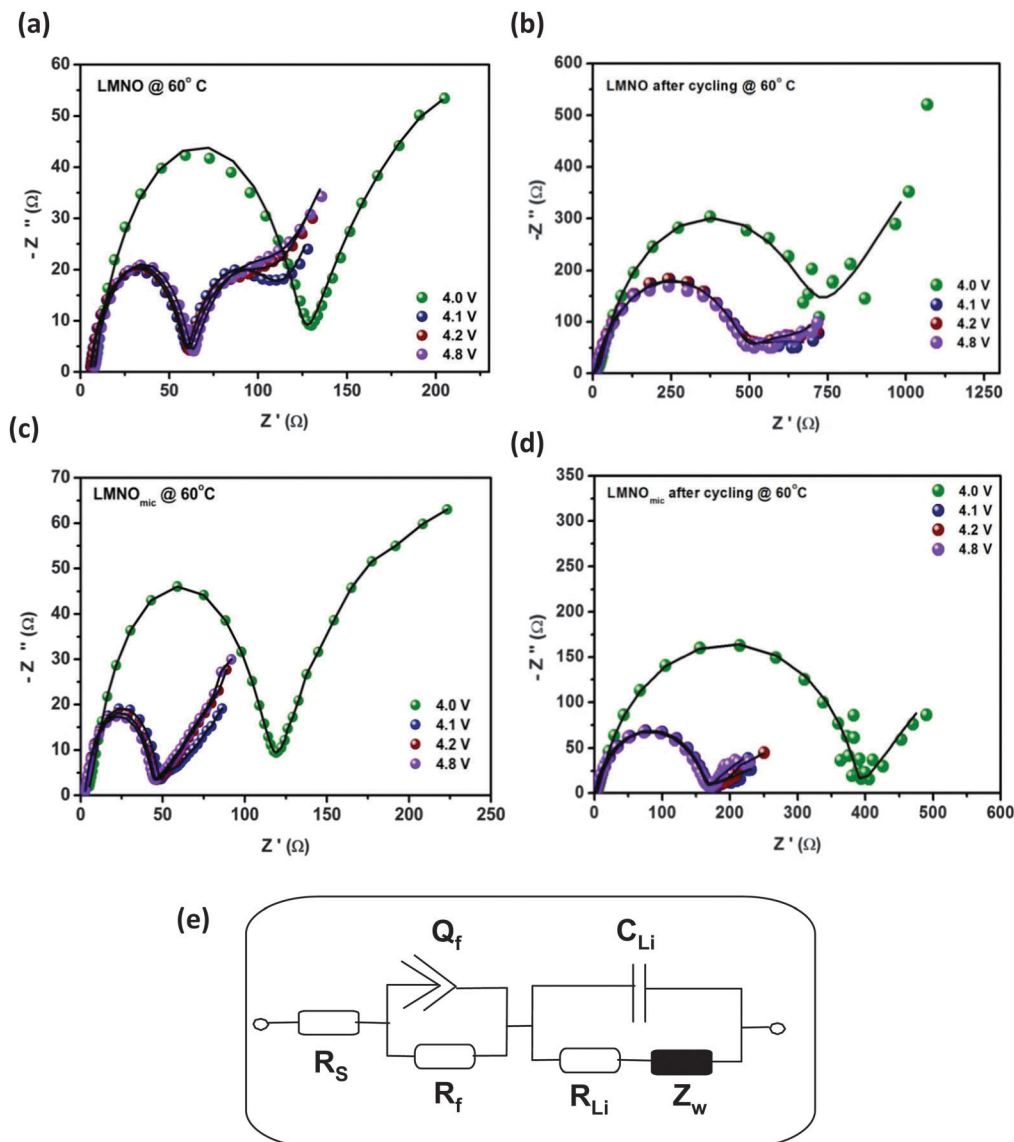 (a)
LMNO @ 60° C
60
50
40
30
20
10
0
- Z '' (Ω)
0 50 100 150 200
Z ' (Ω)
4.0 V
4.1 V
4.2 V
4.8 V
(b)
LMNO after cycling @ 60° C
600
500
400
300
200
100
0
-Z '' (Ω)
0 250 500 750 1000 1250
Z ' (Ω)
4.0 V
4.1 V
4.2 V
4.8 V
(c)
LMNOmic @ 60°C
70
60
50
40
30
20
10
0
- Z '' (Ω)
0 50 100 150 200 250
Z ' (Ω)
4.0 V
4.1 V
4.2 V
4.8 V
(d)
LMNOmic after cycling @ 60°C
350
300
250
200
150
100
50
0
-Z '' (Ω)
0 100 200 300 400 500 600
Z ' (Ω)
4.0 V
4.1 V
4.2 V
4.8 V
(e)
Qf CLi
RS Rf RLi Zw